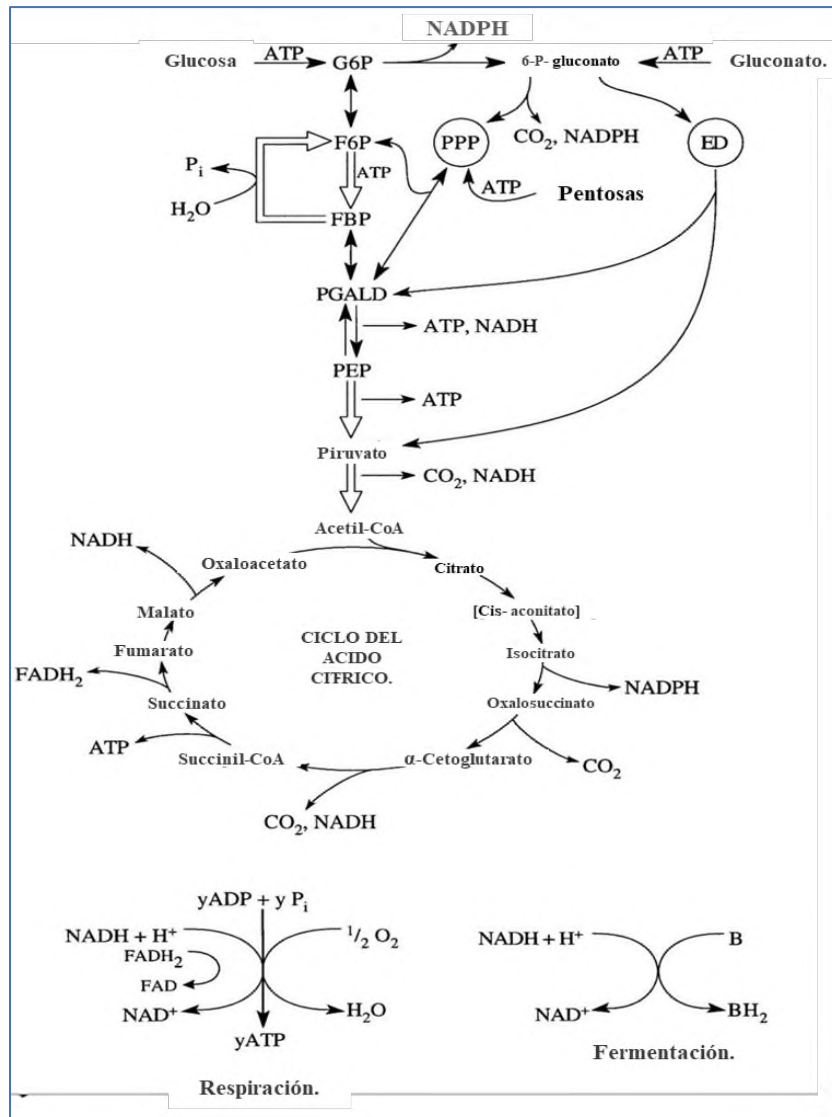 NADPH
Glucosa ATP G6P 6-P- gluconato ATP Gluconato.
F6P PPP CO₂, NADPH ED
Pᵢ ATP ATP Pentosas
H₂O
FBP
PGALD
ATP, NADH
PEP
ATP
Piruvato
CO₂, NADH
Acetil-CoA
NADH Oxaloacetato Citrato
Malato [Cis- aconitato]
CICLO DEL
ACIDO
CITRICO.
Fumarato Isocitrato
FADH₂ NADPH
Succinato Oxalosuccinato
ATP Succinil-CoA α-Cetoglutarato CO₂
CO₂, NADH
yADP + y Pᵢ
NADH + H⁺ ¹/₂ O₂ NADH + H⁺ B
FADH₂
FAD
NAD⁺ H₂O NAD⁺ BH₂
yATP
Fermentación.
Respiración.